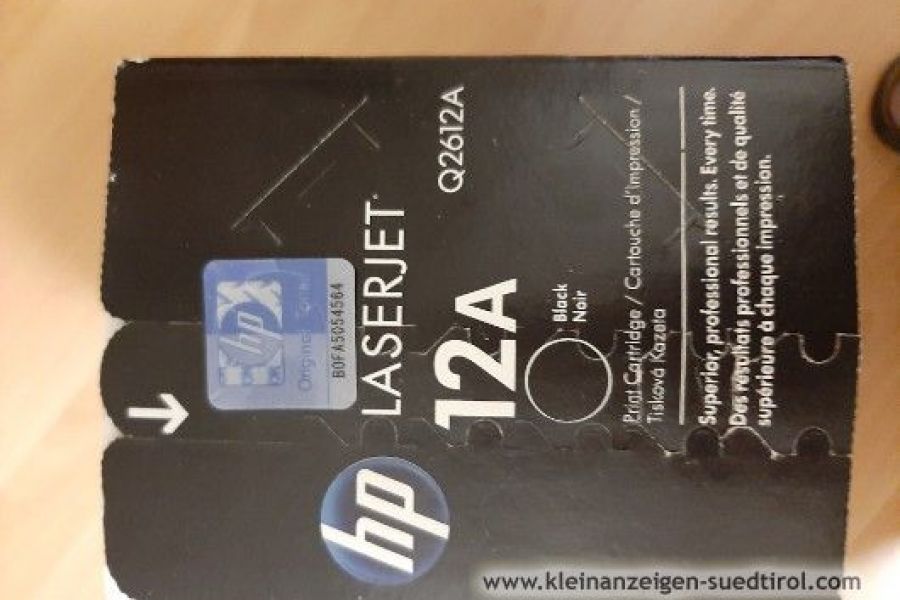 hp
LASERJET
12A
Q2612A
hp
Original
B0FA5054564
Black
Noir
Print Cartridge / Cartouche d'impression /
Tisková Kazeta
Superior, professional results. Every time.
Des résultats professionnels et de qualité
supérieure à chaque impression.
www.kleinanzeigen-suedtirol.com